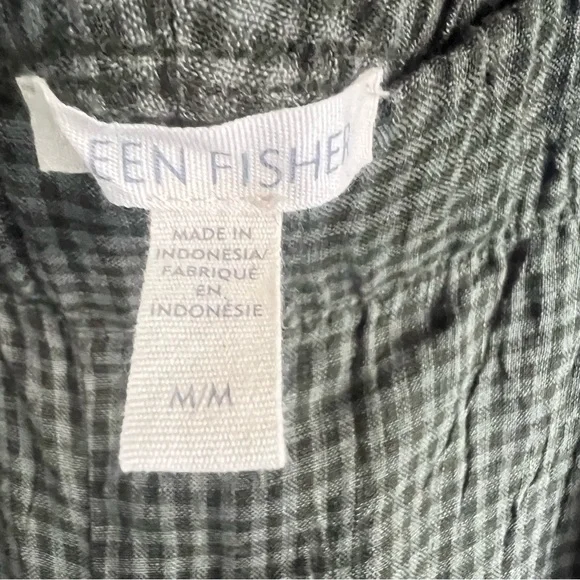 EEN FISHER
MADE IN
INDONESIA/
FABRIQUÉ
EN
INDONÉSIE
M/M